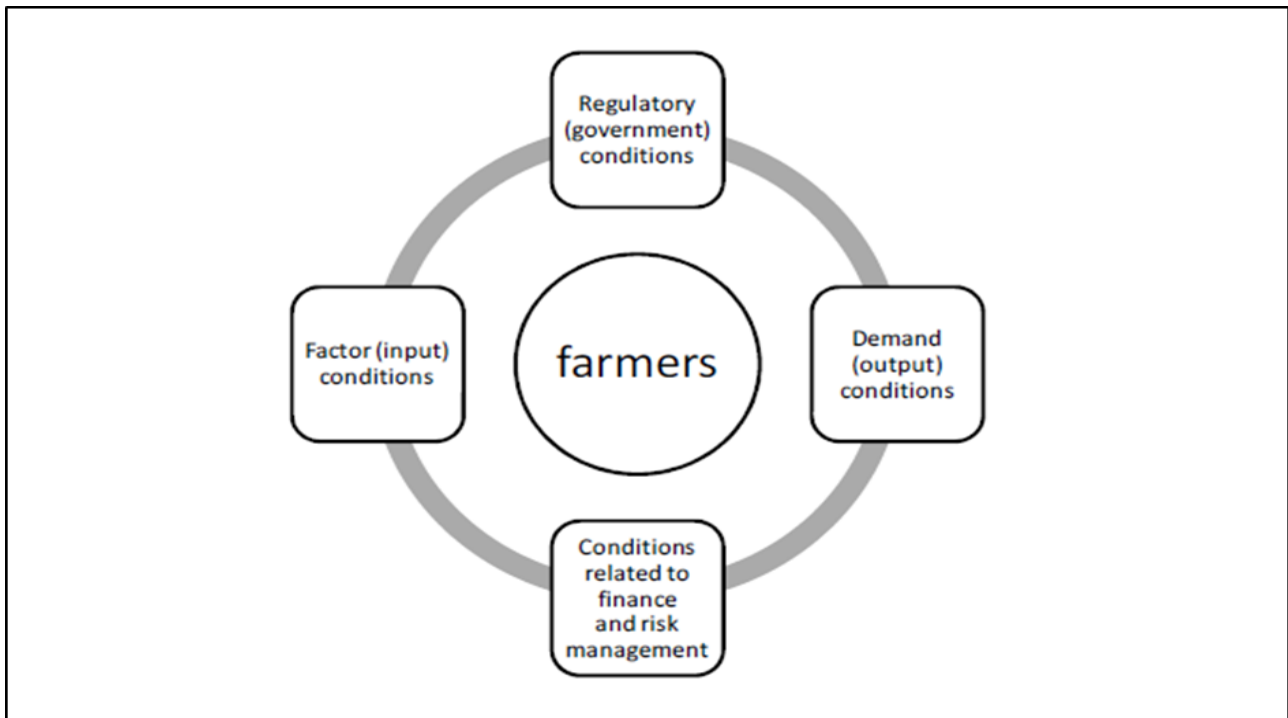 Regulatory
(government)
conditions
Factor (input)
conditions
farmers
Demand
(output)
conditions
Conditions
related to
finance
and risk
management